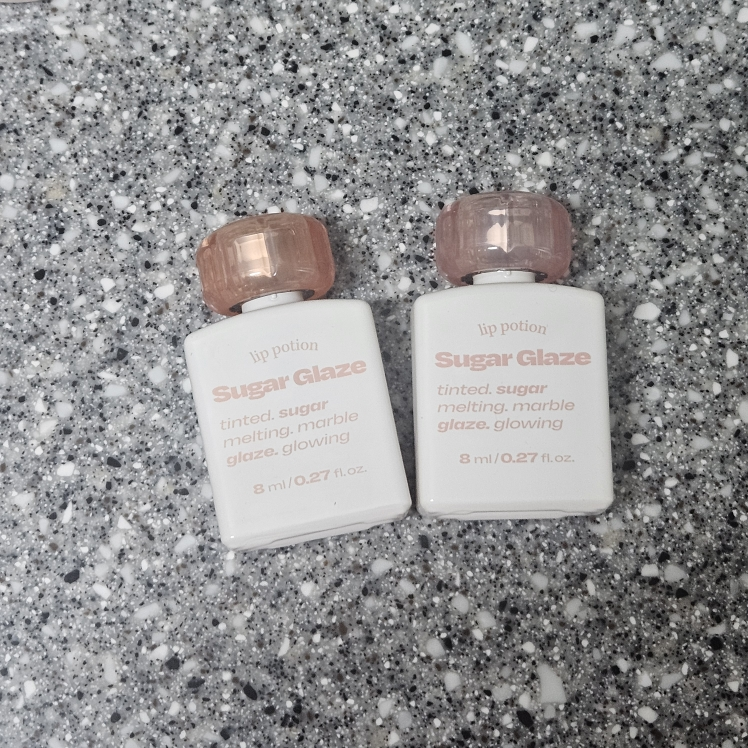 lip potion
Sugar Glaze
tinted. sugar
melting. marble
glaze. glowing
8 ml/0.27 fl.oz.
lip potion
Sugar Glaze
tinted. sugar
melting. marble
glaze. glowing
8 ml/0.27 fl.oz.